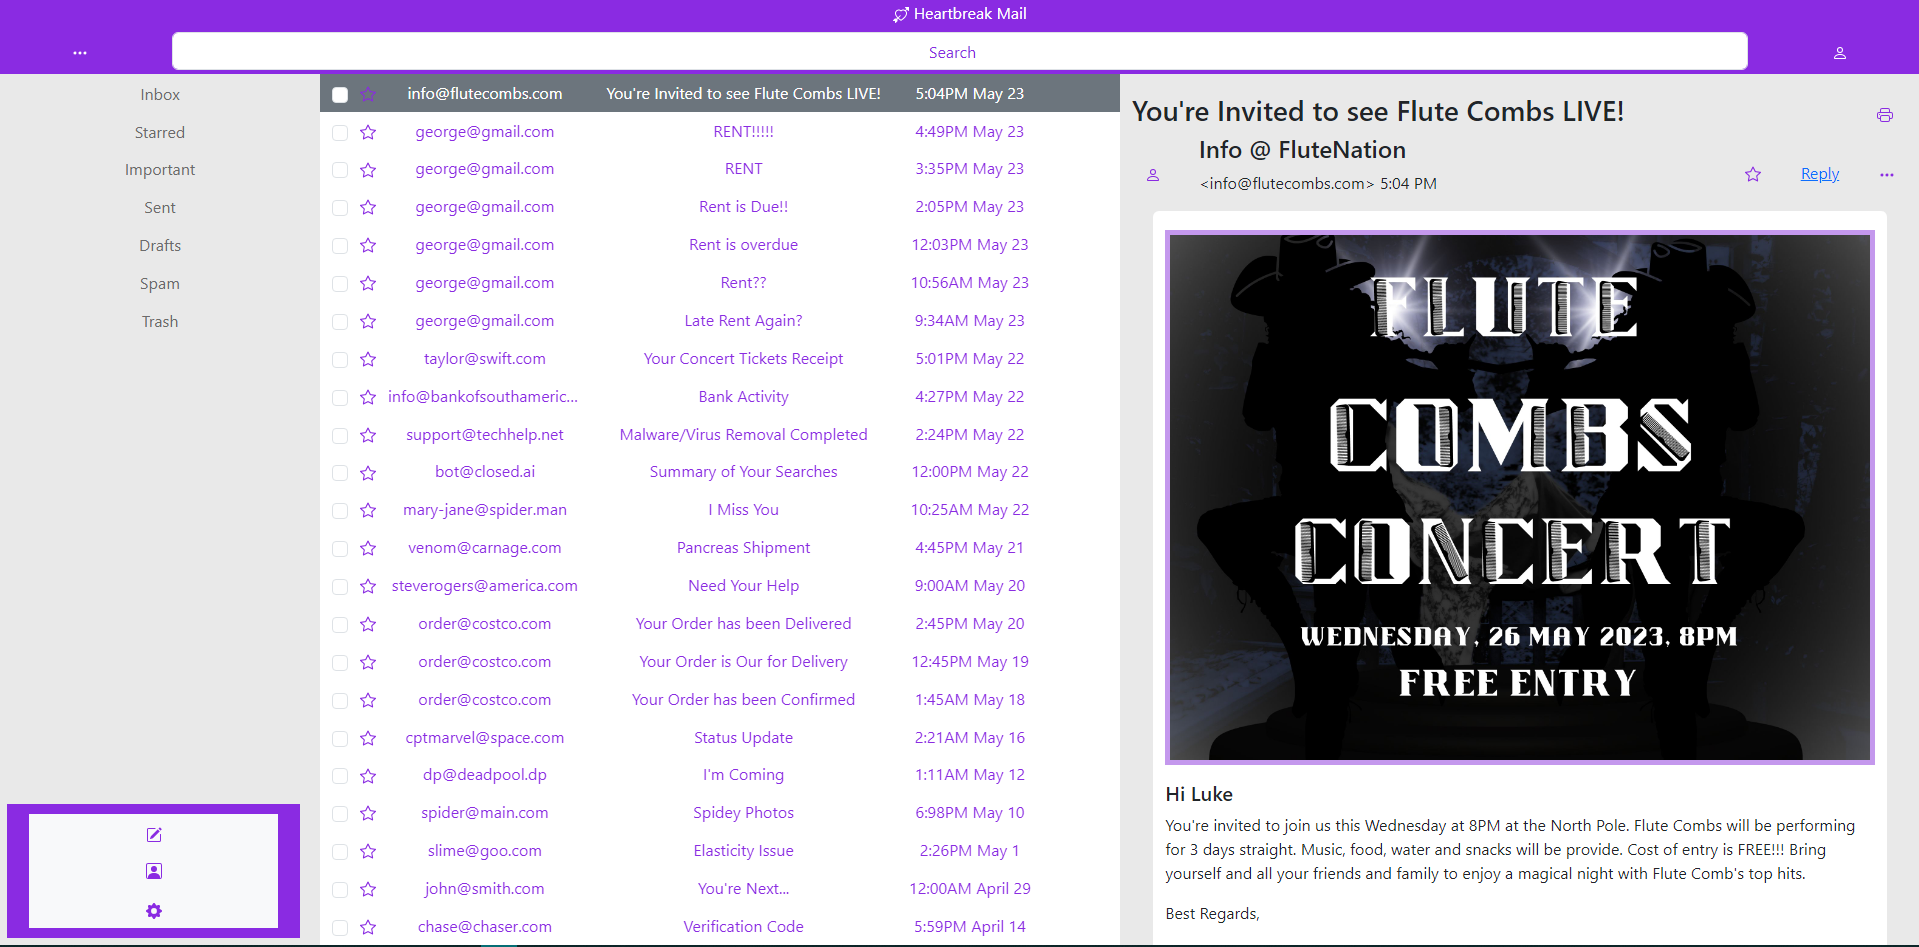 Heartbreak Mail
Search
Inbox
Starred
Important
Sent
Drafts
Spam
Trash
info@flutecombs.com You're Invited to see Flute Combs LIVE! 5:04PM May 23
george@gmail.com RENT!!!!! 4:49PM May 23
george@gmail.com RENT 3:35PM May 23
george@gmail.com Rent is Due!! 2:05PM May 23
george@gmail.com Rent is overdue 12:03PM May 23
george@gmail.com Rent?? 10:56AM May 23
george@gmail.com Late Rent Again? 9:34AM May 23
taylor@swift.com Your Concert Tickets Receipt 5:01PM May 22
info@bankofsouthameric... Bank Activity 4:27PM May 22
support@techhelp.net Malware/Virus Removal Completed 2:24PM May 22
bot@closed.ai Summary of Your Searches 12:00PM May 22
mary-jane@spider.man I Miss You 10:25AM May 22
venom@carnage.com Pancreas Shipment 4:45PM May 21
steverogers@america.com Need Your Help 9:00AM May 20
order@costco.com Your Order has been Delivered 2:45PM May 20
order@costco.com Your Order is Our for Delivery 12:45PM May 19
order@costco.com Your Order has been Confirmed 1:45AM May 18
cptmarvel@space.com Status Update 2:21AM May 16
dp@deadpool.dp I'm Coming 1:11AM May 12
spider@main.com Spidey Photos 6:98PM May 10
slime@goo.com Elasticity Issue 2:26PM May 1
john@smith.com You're Next... 12:00AM April 29
chase@chaser.com Verification Code 5:59PM April 14
You're Invited to see Flute Combs LIVE!
Info @ FluteNation
<info@flutecombs.com> 5:04 PM
Reply
FLUTE
COMBS
CONCERT
WEDNESDAY, 26 MAY 2023, 8PM
FREE ENTRY
Hi Luke
You're invited to join us this Wednesday at 8PM at the North Pole. Flute Combs will be performing
for 3 days straight. Music, food, water and snacks will be provide. Cost of entry is FREE!!! Bring
yourself and all your friends and family to enjoy a magical night with Flute Comb's top hits.
Best Regards,